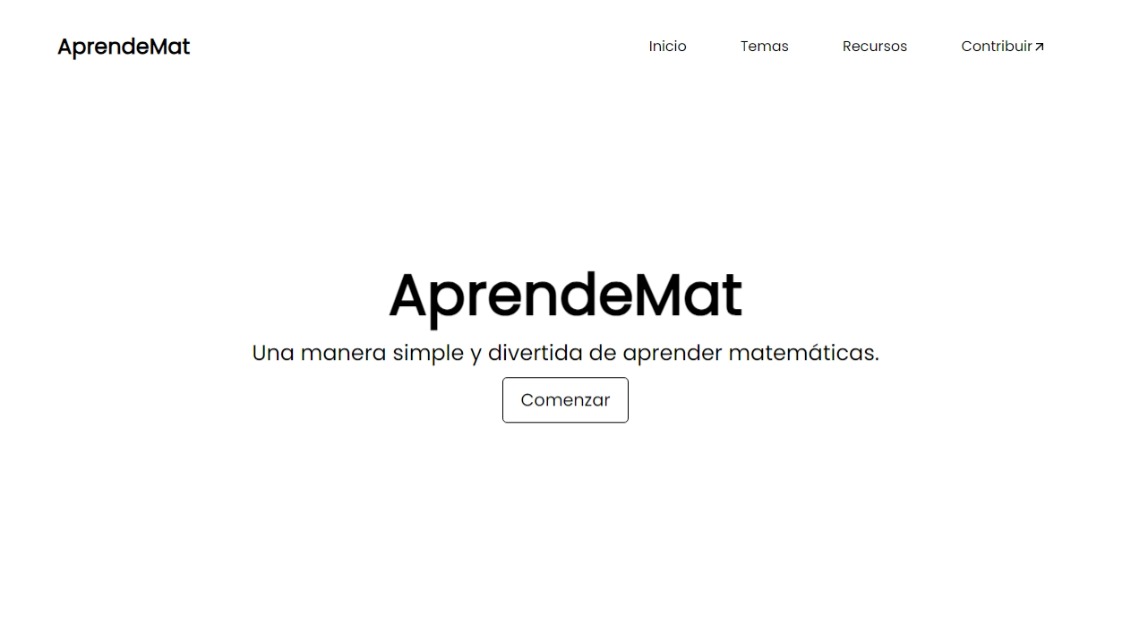 AprendeMat
Inicio Temas Recursos Contribuir
AprendeMat
Una manera simple y divertida de aprender matemáticas.
Comenzar